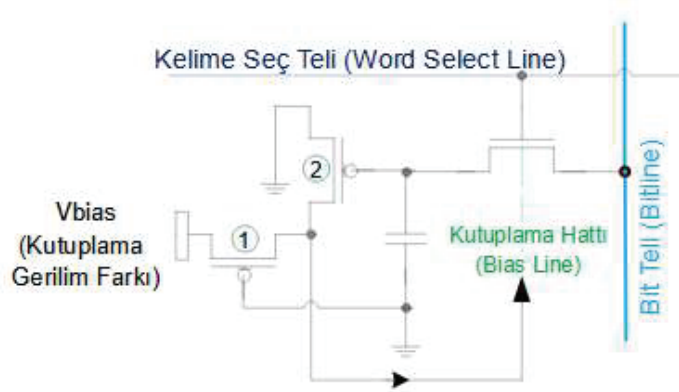 Kelime Seç Teli (Word Select Line)
2
Vbias
(Kutuplama
Gerilim Farkı)
1
Kutuplama Hattı
(Bias Line)
Bit Teli (Bitline)